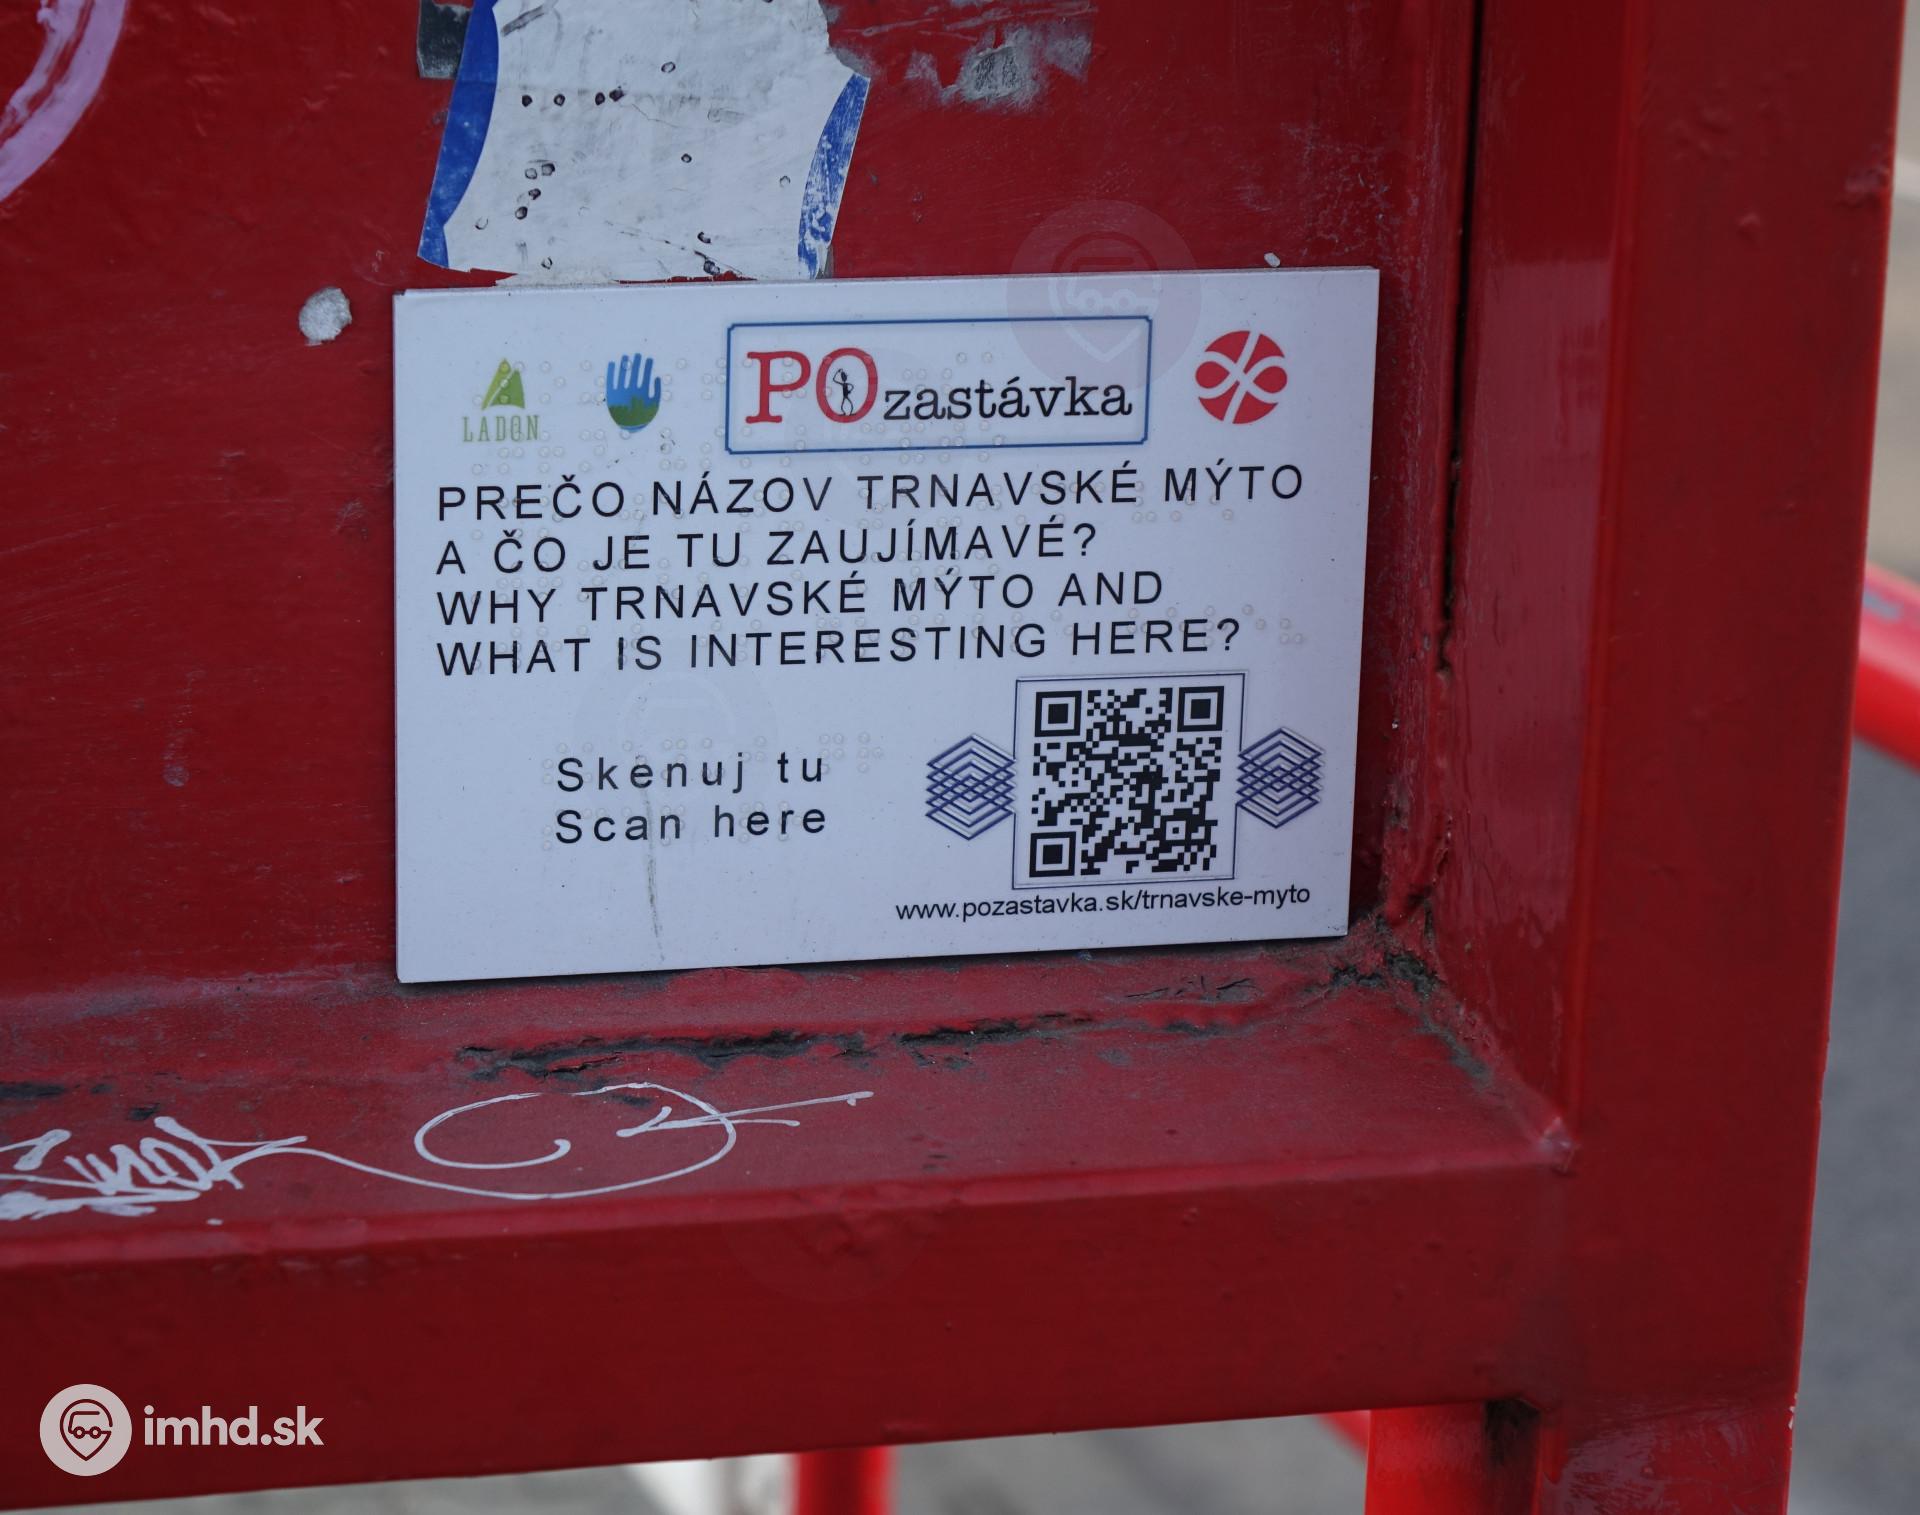 LADON
POzastávka
PREČO NÁZOV TRNAVSKÉ MÝTO
A ČO JE TU ZAUJÍMAVÉ?
WHY TRNAVSKÉ MÝTO AND
WHAT IS INTERESTING HERE?
Skenuj tu
Scan here
www.pozastavka.sk/trnavske-myto
imhd.sk